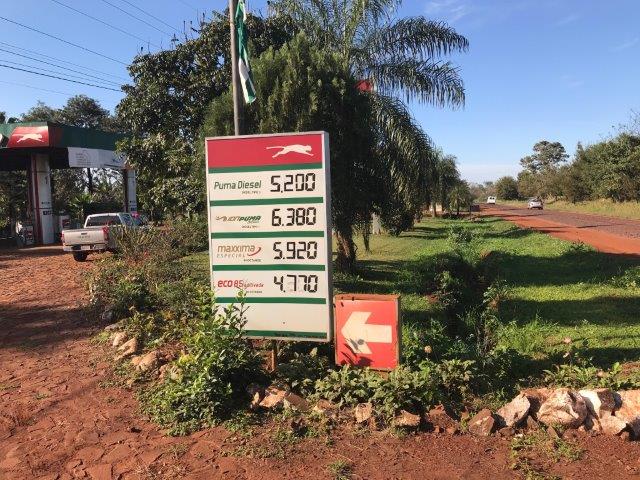 Puma Diesel 5,200
ION PUMA 6.380
maxxima 5.920
ESPECIAL
eco 85 4.770